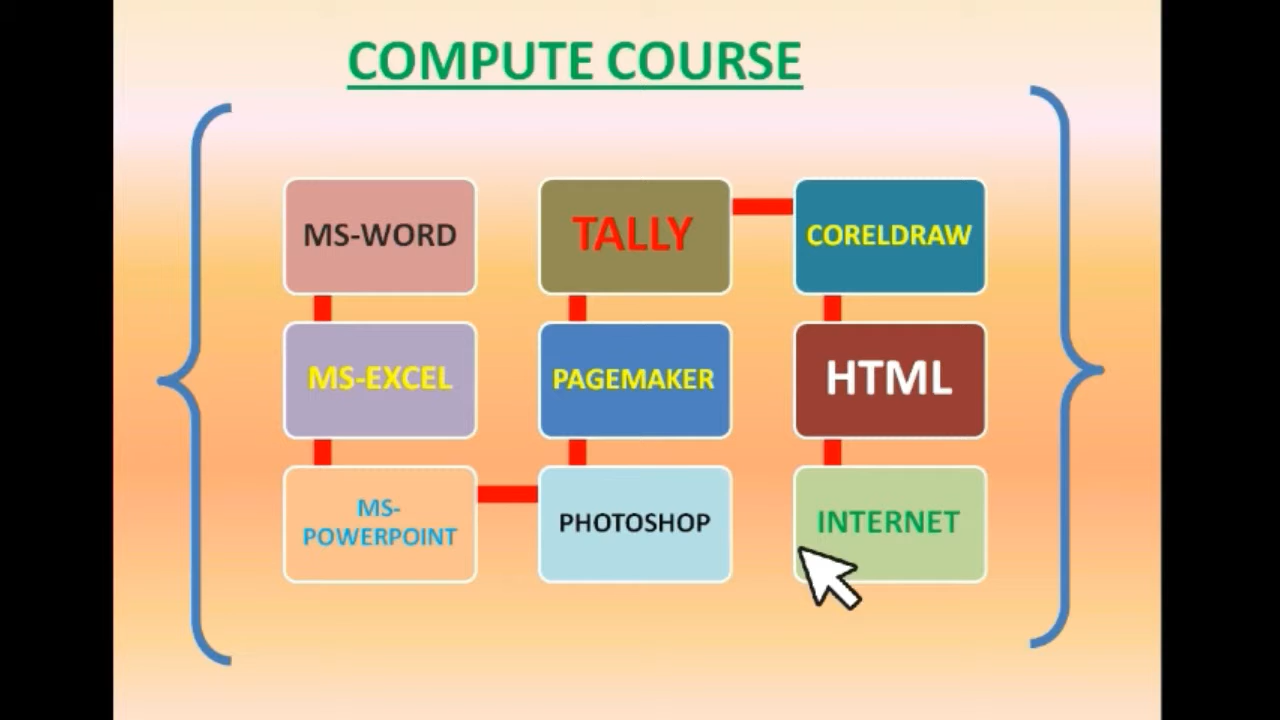 COMPUTE COURSE
MS-WORD
TALLY
CORELDRAW
MS-EXCEL
PAGEMAKER
HTML
MS-
POWERPOINT
PHOTOSHOP
INTERNET